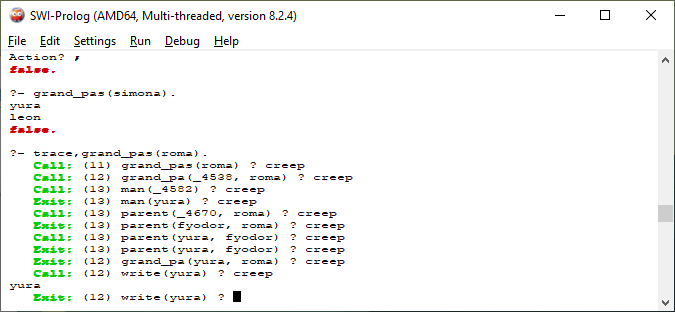 SWI-Prolog (AMD64, Multi-threaded, version 8.2.4)
File Edit Settings Run Debug Help
Action? ;
false.
?- grand_pas(simona).
yura
leon
false.
?- trace,grand_pas(roma).
Call: (11) grand_pas(roma) ? creep
Call: (12) grand_pa(_4538, roma) ? creep
Call: (13) man(_4582) ? creep
Exit: (13) man(yura) ? creep
Call: (13) parent(_4670, roma) ? creep
Exit: (13) parent(fyodor, roma) ? creep
Call: (13) parent(yura, fyodor) ? creep
Exit: (13) parent(yura, fyodor) ? creep
Exit: (12) grand_pa(yura, roma) ? creep
Call: (12) write(yura) ? creep
yura
Exit: (12) write(yura) ?